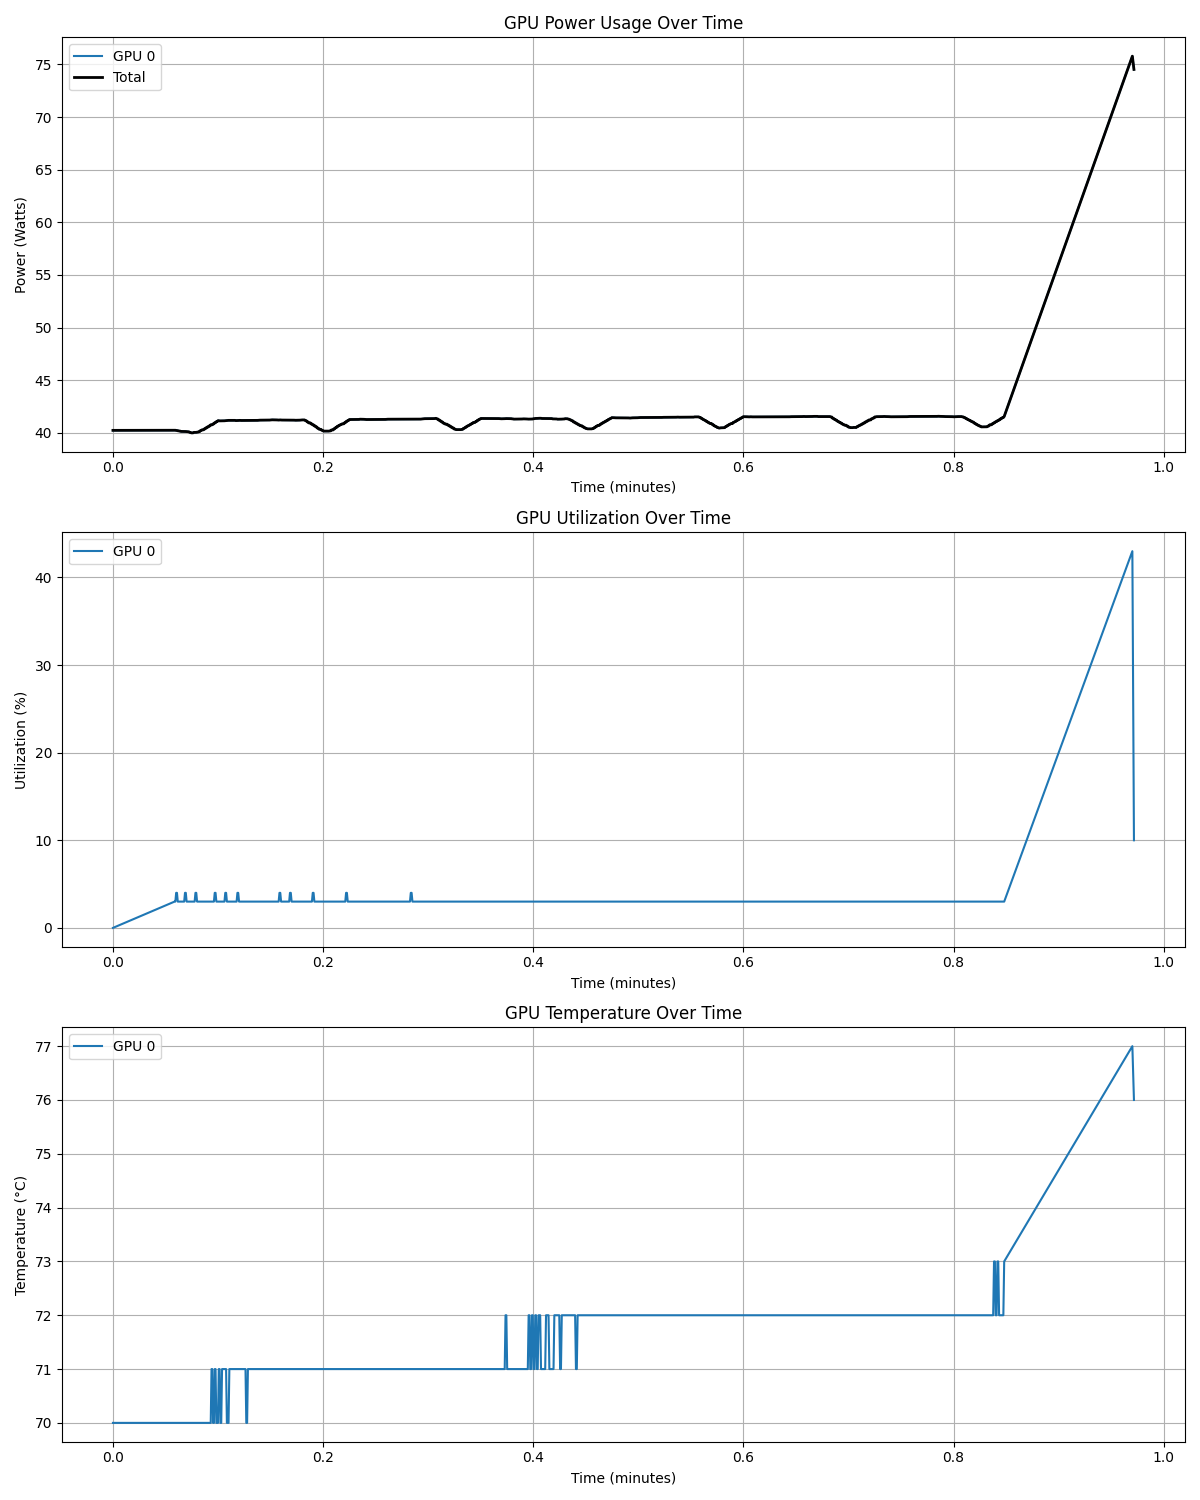 GPU Power Usage Over Time
GPU 0
Total
75
70
65
60
55
50
45
40
Power (Watts)
0.0 0.2 0.4 0.6 0.8 1.0
Time (minutes)
GPU Utilization Over Time
GPU 0
40
30
20
10
0
Utilization (%)
0.0 0.2 0.4 0.6 0.8 1.0
Time (minutes)
GPU Temperature Over Time
GPU 0
77
76
75
74
73
72
71
70
Temperature (°C)
0.0 0.2 0.4 0.6 0.8 1.0
Time (minutes)